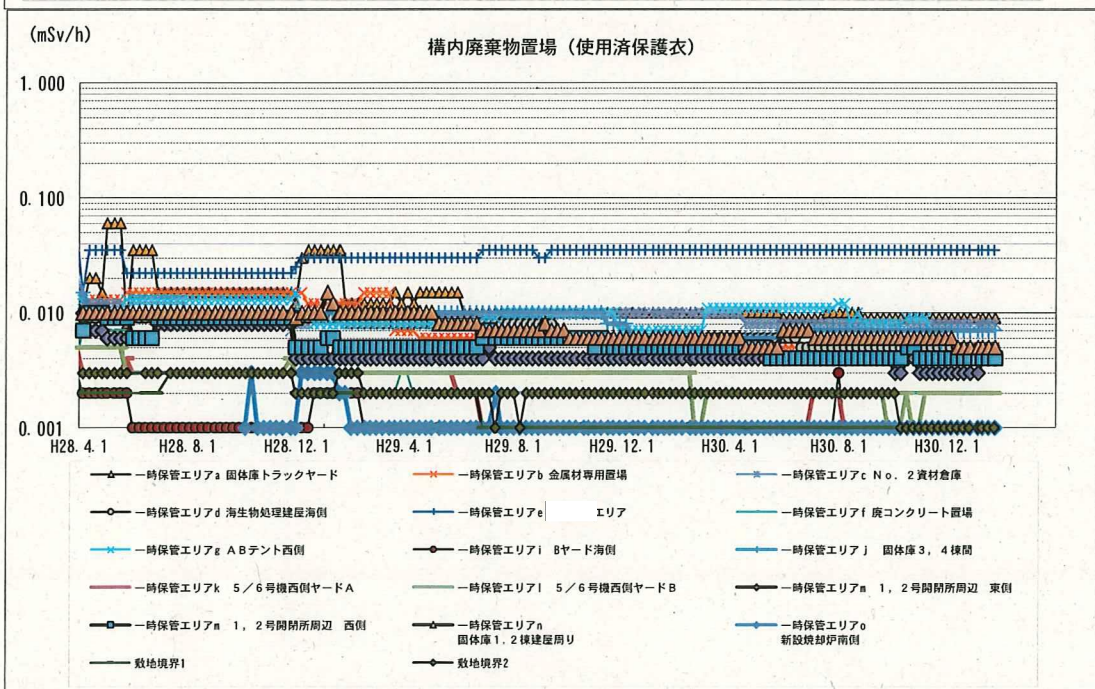 (mSv/h)
構内廃棄物置場（使用済保護衣）
1.000
0.100
0.010
0.001
H28. 4. 1
H28. 8. 1
H28. 12. 1
H29. 4. 1
H29. 8. 1
H29. 12. 1
H30. 4. 1
H30. 8. 1
H30. 12. 1
一時保管エリアa 固体庫トラックヤード
一時保管エリアb 金属材専用置場
一時保管エリアc No. 2資材倉庫
一時保管エリアd 海生物処理建屋海側
一時保管エリアe エリア
一時保管エリアf 廃コンクリート置場
一時保管エリアg ABテント西側
一時保管エリアi Bヤード海側
一時保管エリアj 固体庫3, 4棟間
一時保管エリアk 5／6号機西側ヤードA
一時保管エリアl 5／6号機西側ヤードB
一時保管エリアm 1, 2号開閉所周辺 東側
一時保管エリアm 1, 2号開閉所周辺 西側
一時保管エリアn
固体庫1, 2棟建屋周り
一時保管エリアo
新設焼却炉南側
敷地境界1
敷地境界2